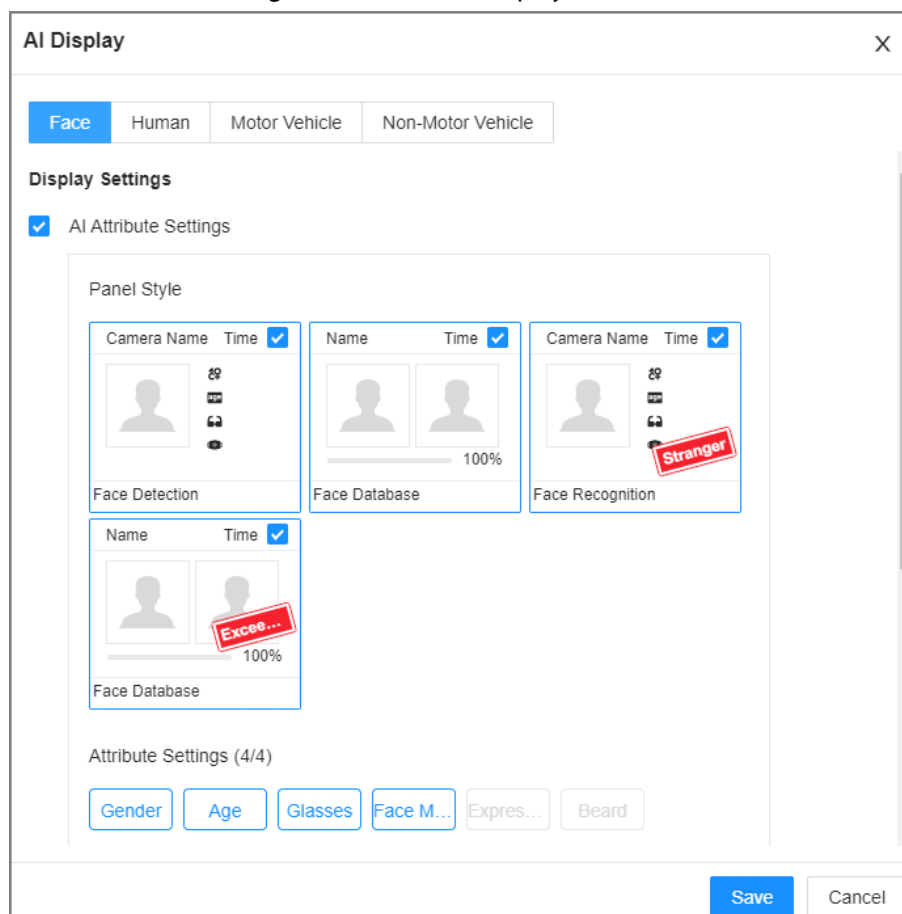 AI Display
X
Face Human Motor Vehicle Non-Motor Vehicle
Display Settings
AI Attribute Settings
Panel Style
Camera Name Time Name Time Camera Name Time
age age
100% Stranger
Face Detection Face Database Face Recognition
Name Time
Excee...
100%
Face Database
Attribute Settings (4/4)
Gender Age Glasses Face M... Expres... Beard
Save Cancel